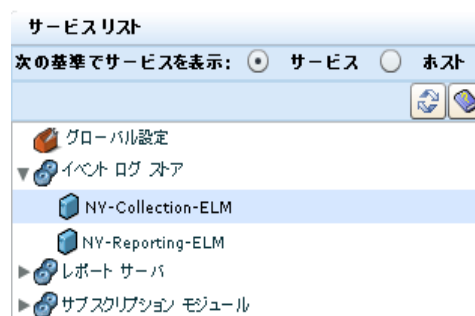 サービス リスト
次の基準でサービスを表示: サービス ホスト
グローバル設定
イベント ログ ストア
NY-Collection-ELM
NY-Reporting-ELM
レポート サーバ
サブスクリプション モジュール